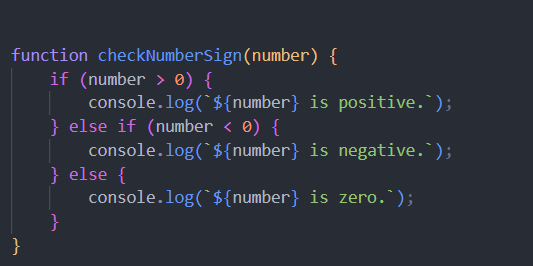 function checkNumberSign(number) {
    if (number > 0) {
        console.log(`${number} is positive.`);
    } else if (number < 0) {
        console.log(`${number} is negative.`);
    } else {
        console.log(`${number} is zero.`);
    }
}